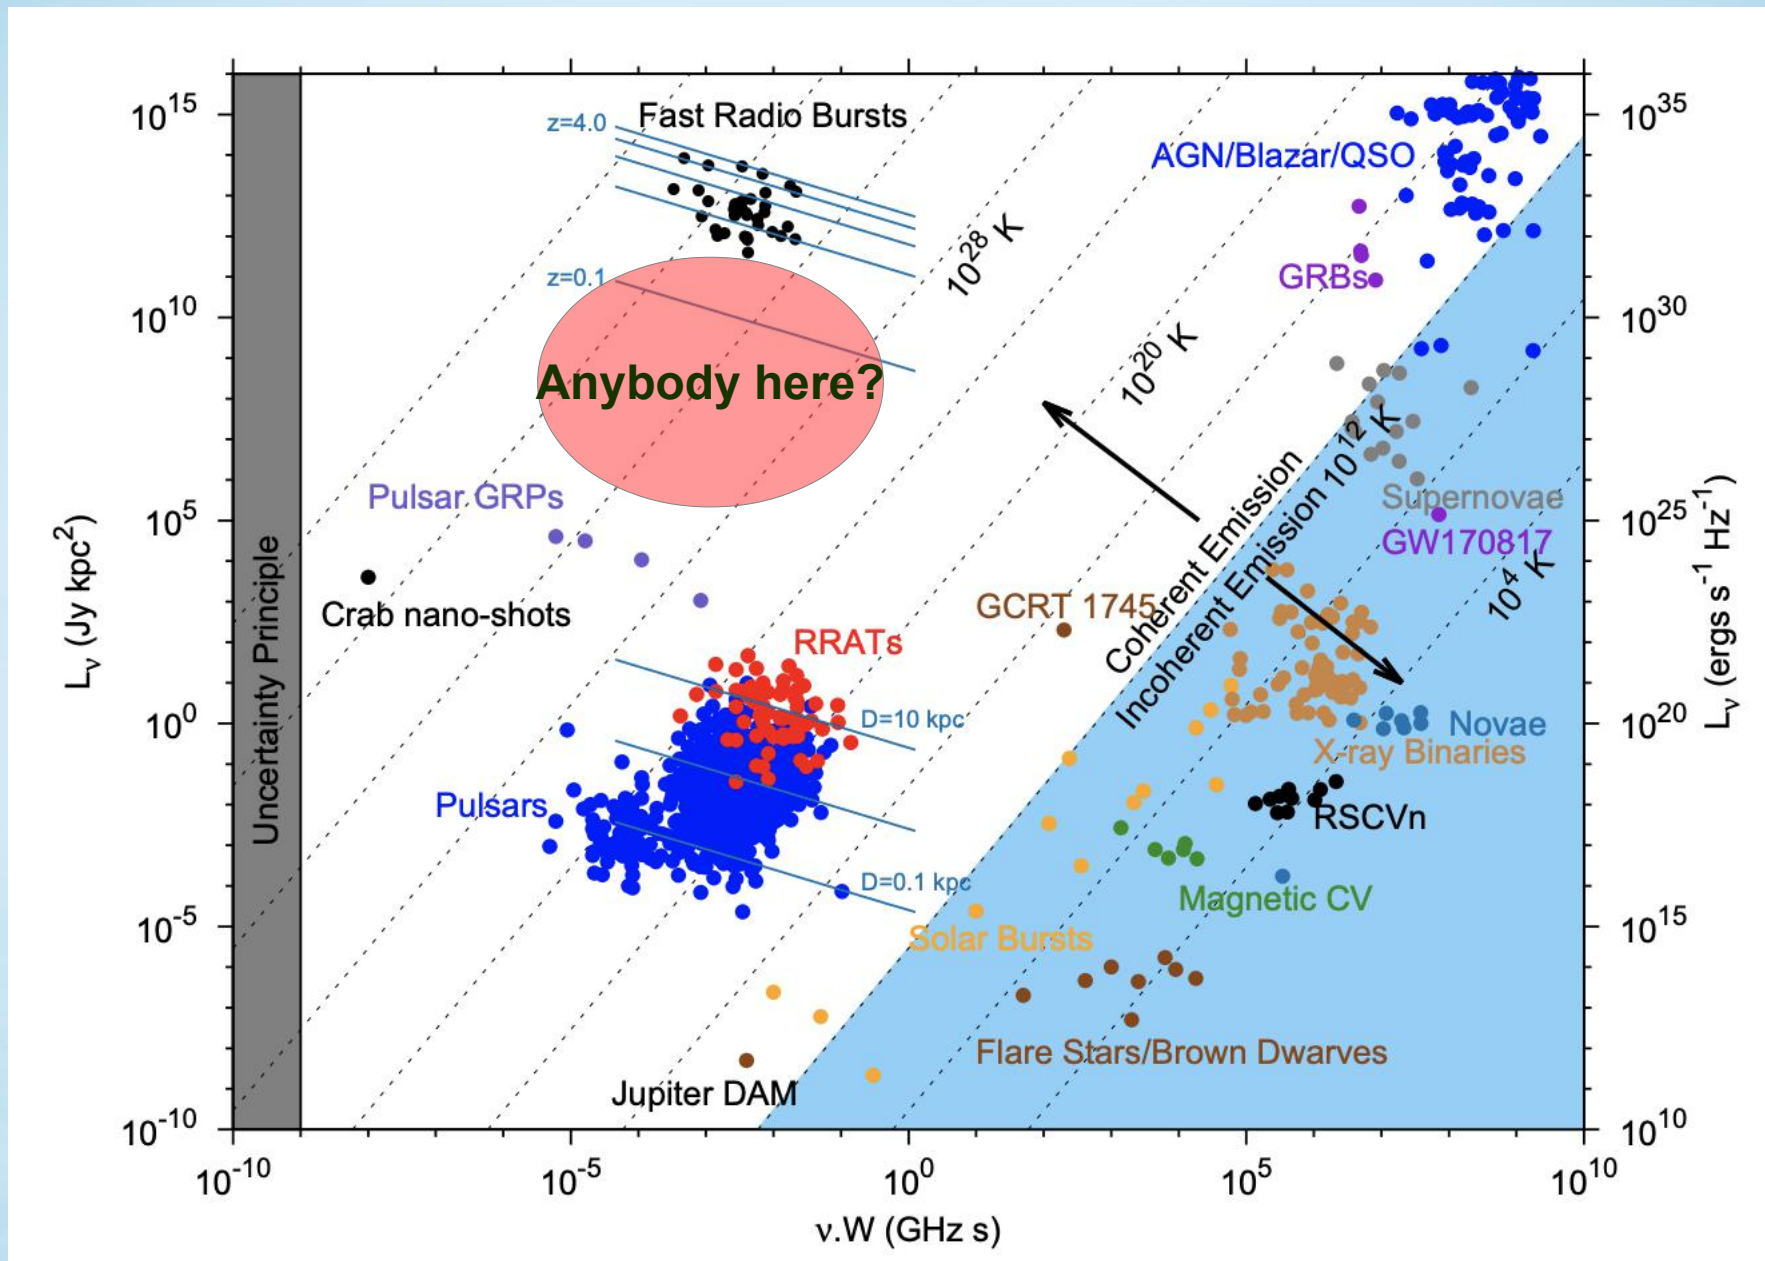 10^15
10^10
10^5
10^0
10^-5
10^-10
L_ν (Jy kpc^2)
10^35
10^30
10^25
10^20
10^15
10^10
L_ν (ergs s^-1 Hz^-1)
10^-10
10^-5
10^0
10^5
10^10
ν.W (GHz s)
Uncertainty Principle
z=4.0
Fast Radio Bursts
AGN/Blazar/QSO
10^28 K
z=0.1
GRBs
10^20 K
Anybody here?
10^12 K
Coherent Emission
Incoherent Emission
Pulsar GRPs
Supernovae
GW170817
10^4 K
Crab nano-shots
GCRT 1745
RRATs
D=10 kpc
Novae
X-ray Binaries
Pulsars
RSCVn
D=0.1 kpc
Magnetic CV
Solar Bursts
Flare Stars/Brown Dwarves
Jupiter DAM